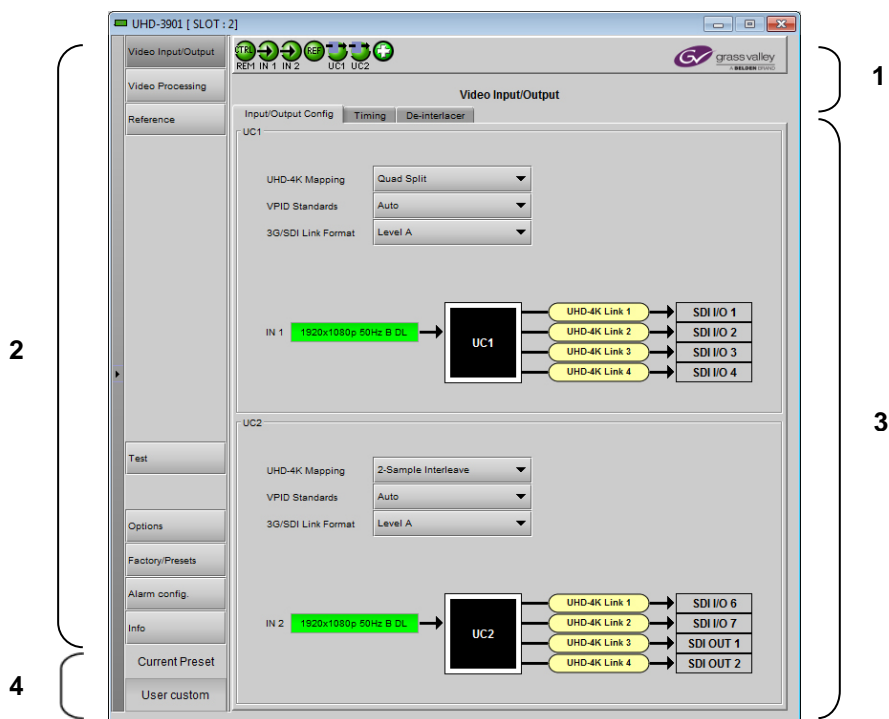 UHD-3901 [ SLOT : 2]
Video Input/Output
Video Processing
Reference
Test
Options
Factory/Presets
Alarm config.
Info
Current Preset
User custom
CTRL REF
REM IN 1 IN 2 UC1 UC2
GV grassvalley
A BELDEN BRAND
Video Input/Output
Input/Output Config Timing De-interlacer
UC1
UHD-4K Mapping Quad Split
VPID Standards Auto
3G/SDI Link Format Level A
IN 1 1920x1080p 50Hz B DL UC1
UHD-4K Link 1 SDI I/O 1
UHD-4K Link 2 SDI I/O 2
UHD-4K Link 3 SDI I/O 3
UHD-4K Link 4 SDI I/O 4
UC2
UHD-4K Mapping 2-Sample Interleave
VPID Standards Auto
3G/SDI Link Format Level A
IN 2 1920x1080p 50Hz B DL UC2
UHD-4K Link 1 SDI I/O 6
UHD-4K Link 2 SDI I/O 7
UHD-4K Link 3 SDI OUT 1
UHD-4K Link 4 SDI OUT 2
1
2
3
4